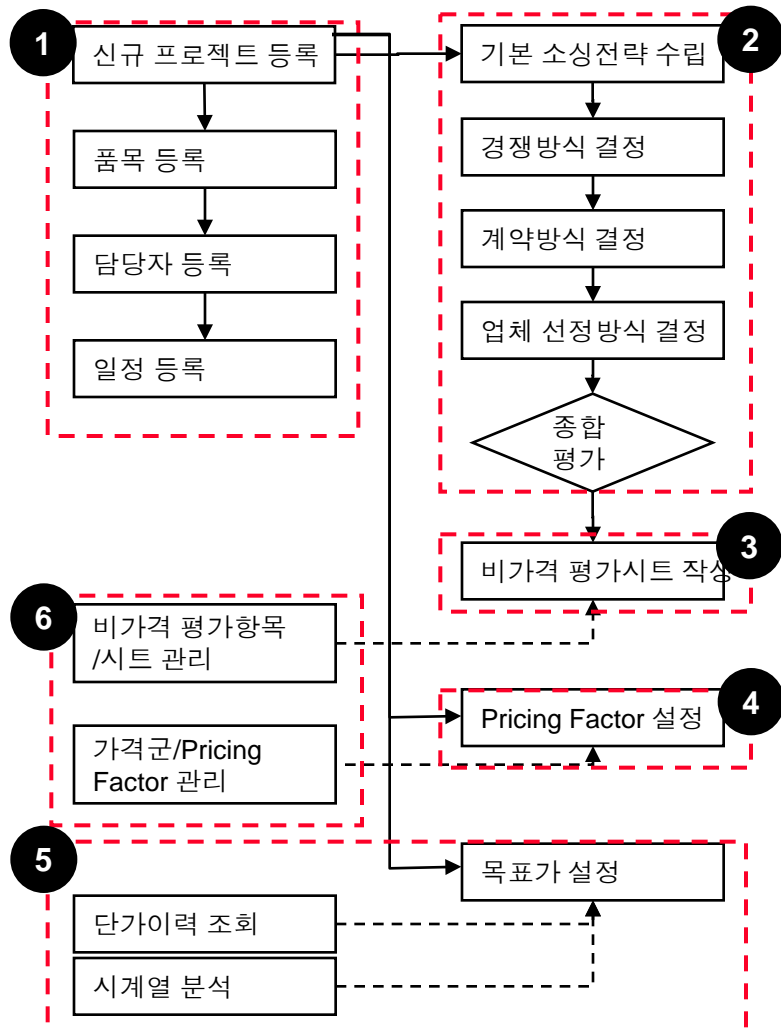 1
신규 프로젝트 등록
품목 등록
담당자 등록
일정 등록
2
기본 소싱전략 수립
경쟁방식 결정
계약방식 결정
업체 선정방식 결정
종합
평가
3
비가격 평가시트 작성
6
비가격 평가항목
/시트 관리
가격군/Pricing
Factor 관리
4
Pricing Factor 설정
5
목표가 설정
단가이력 조회
시계열 분석